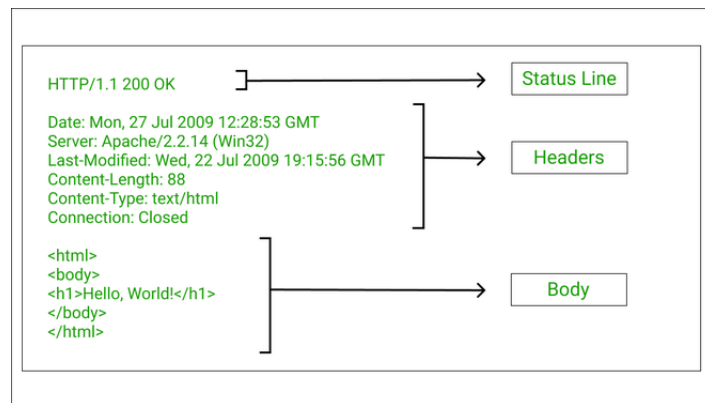 HTTP/1.1 200 OK
Status Line
Date: Mon, 27 Jul 2009 12:28:53 GMT
Server: Apache/2.2.14 (Win32)
Last-Modified: Wed, 22 Jul 2009 19:15:56 GMT
Content-Length: 88
Content-Type: text/html
Connection: Closed
Headers
<html>
<body>
<h1>Hello, World!</h1>
</body>
</html>
Body